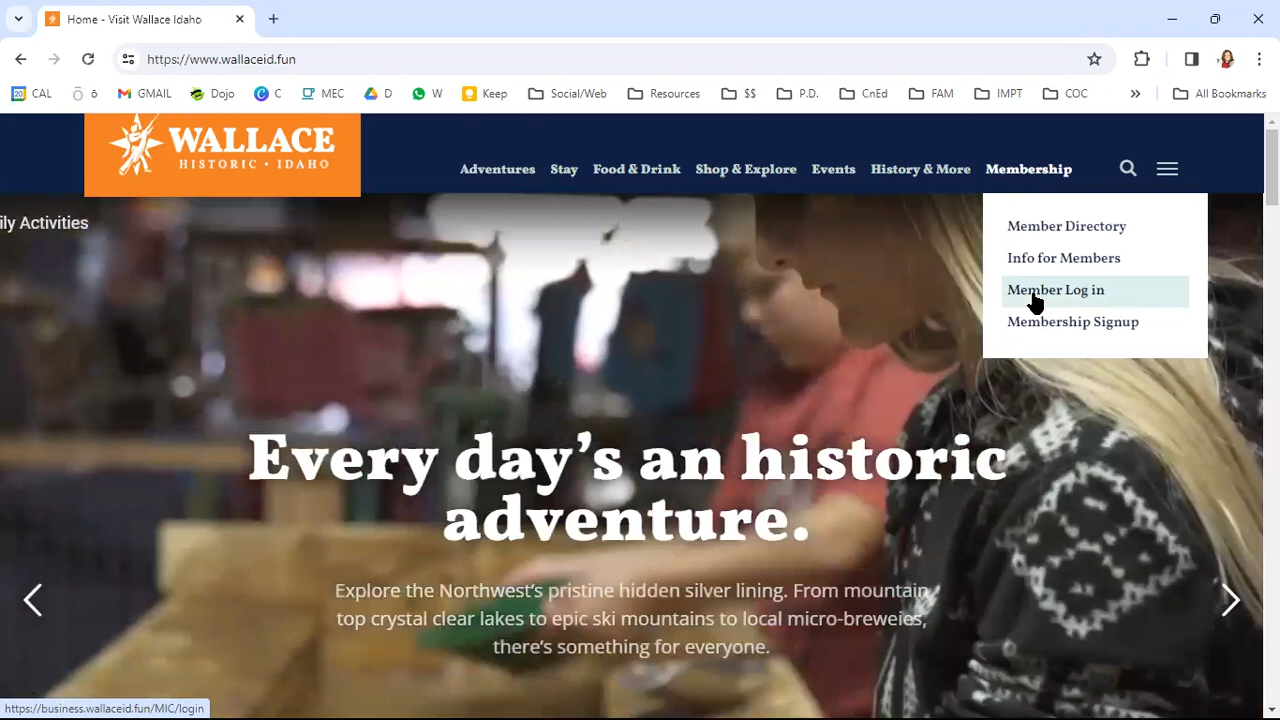 Home - Visit Wallace Idaho
https://www.wallaceid.fun
CAL
ō
GMAIL
Dojo
C
MEC
D
W
Keep
Social/Web
Resources
$$
P.D.
CnEd
FAM
IMPT
COC
All Bookmarks
WALLACE
HISTORIC • IDAHO
Adventures
Stay
Food & Drink
Shop & Explore
Events
History & More
Membership
ily Activities
Member Directory
Info for Members
Member Log in
Membership Signup
Every day's an historic
adventure.
Explore the Northwest's pristine hidden silver lining. From mountain
top crystal clear lakes to epic ski mountains to local micro-breweies,
there's something for everyone.
https://business.wallaceid.fun/MIC/login